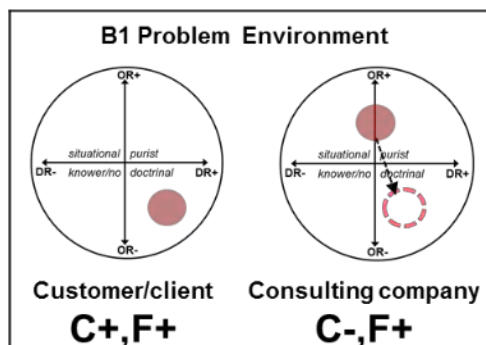 B1 Problem Environment
OR+ OR+
situational purist situational purist
DR- DR+ DR- DR+
knower/no doctrinal knower/no doctrinal
OR- OR-
Customer/client Consulting company
C+,F+ C-,F+